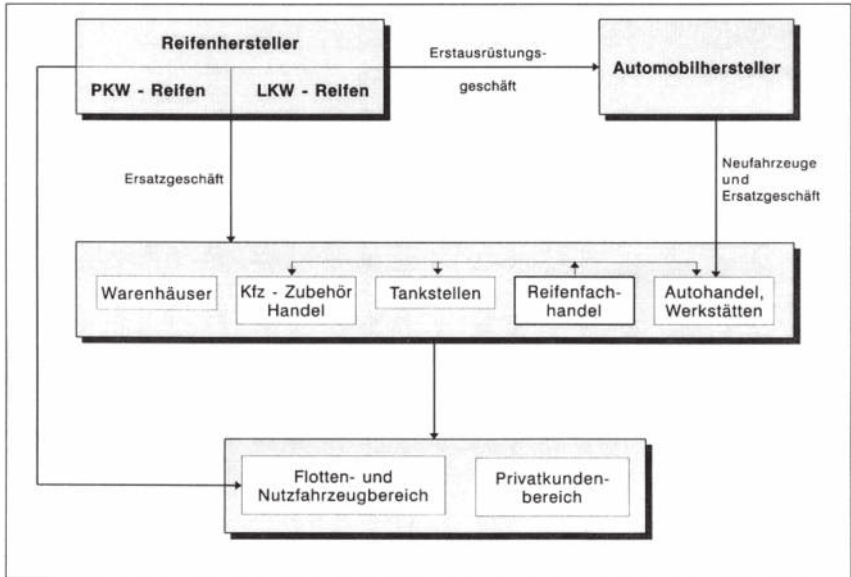 Reifenhersteller
PKW - Reifen
LKW - Reifen
Erstausrüstungs-
geschäft
Automobilhersteller
Ersatzgeschäft
Neufahrzeuge
und
Ersatzgeschäft
Warenhäuser
Kfz - Zubehör
Handel
Tankstellen
Reifenfach-
handel
Autohandel,
Werkstätten
Flotten- und
Nutzfahrzeugbereich
Privatkunden-
bereich